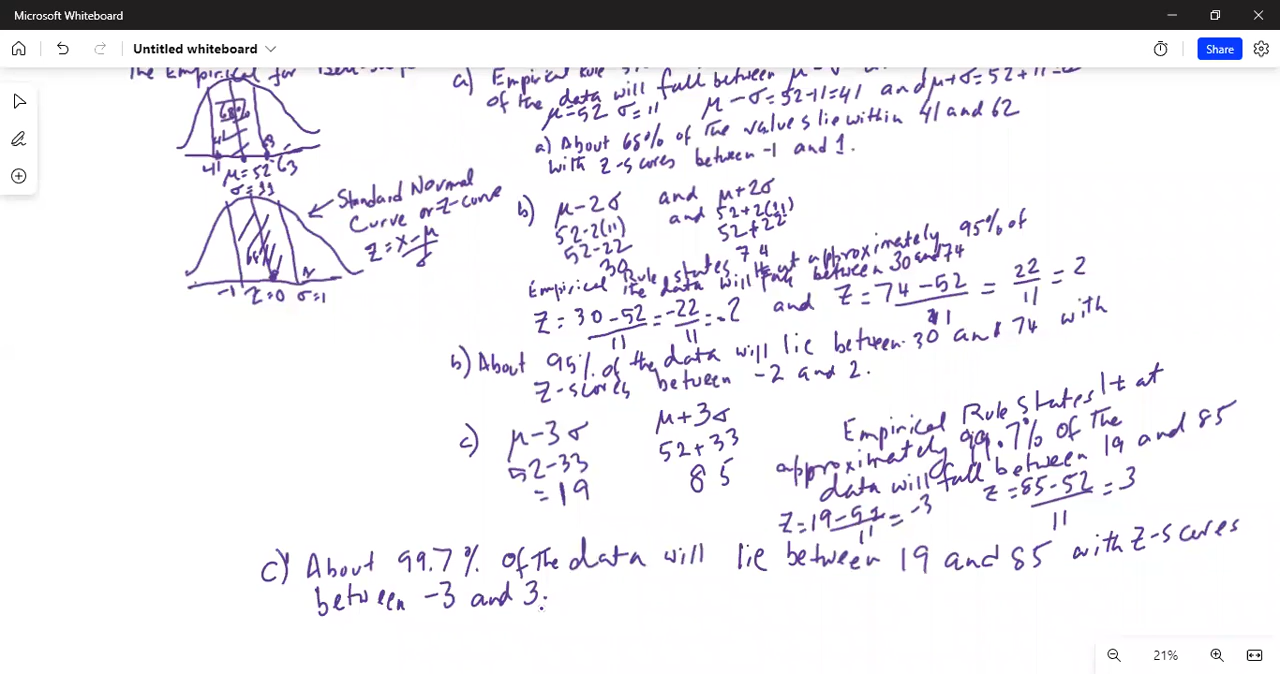 Microsoft Whiteboard
Untitled whiteboard
Share
The Empirical for
a) Empirical Rule
of the data will fall between μ-σ
μ=52 σ=11 μ-σ=52-11=41 and μ+σ=52+11=
a) About 68% of the values lie within 41 and 62
with z-scores between -1 and 1.
68%
41 μ=52 63
σ=11
Standard Normal
Curve or Z-curve
Z=x-μ
σ
68%
-1 Z=0 σ=1
b) μ-2σ and μ+2σ
52-2(11) and 52+2(11)
52-22 52+22
30 74
Empirical Rule states that approximately 95% of
the data will fall between 30 and 74
Z=30-52/11=-22/11=-2 and Z=74-52/11=22/11=2
b) About 95% of the data will lie between 30 and 74 with
Z-scores between -2 and 2.
c) μ-3σ μ+3σ
52-33 52+33
=19 85
Empirical Rule States that
approximately 99.7% of the
data will fall between 19 and 85
Z=19-52/11=-3 Z=85-52/11=3
c) About 99.7% of the data will lie between 19 and 85 with z-scores
between -3 and 3.
21%